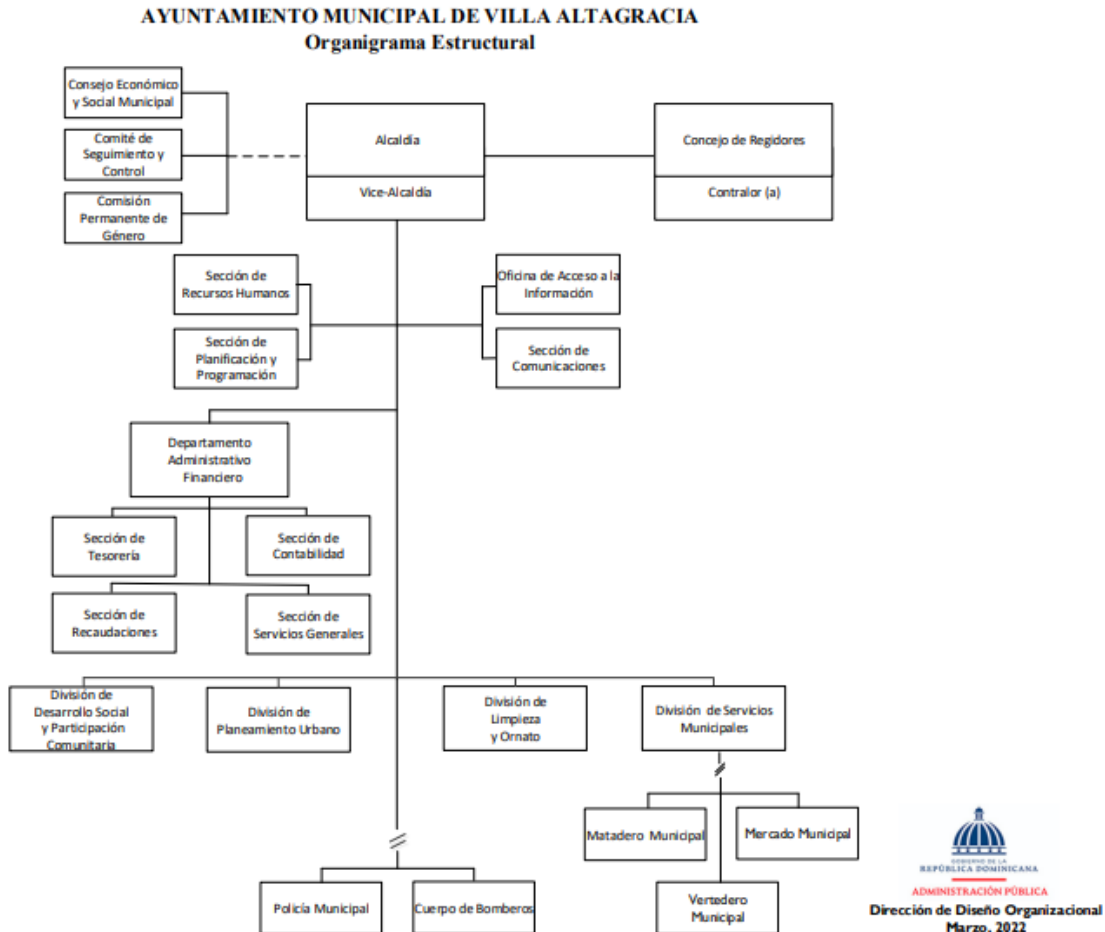 AYUNTAMIENTO MUNICIPAL DE VILLA ALTAGRACIA
Organigrama Estructural
Consejo Económico
y Social Municipal
Comité de
Seguimiento y
Control
Comisión
Permanente de
Género
Alcaldía
Vice-Alcaldía
Concejo de Regidores
Contralor (a)
Sección de
Recursos Humanos
Sección de
Planificación y
Programación
Oficina de Acceso a la
Información
Sección de
Comunicaciones
Departamento
Administrativo
Financiero
Sección de
Tesorería
Sección de
Contabilidad
Sección de
Recaudaciones
Sección de
Servicios Generales
División de
Desarrollo Social
y Participación
Comunitaria
División de
Planeamiento Urbano
División de
Limpieza
y Ornato
División de Servicios
Municipales
Matadero Municipal
Mercado Municipal
Vertedero
Municipal
Policía Municipal
Cuerpo de Bomberos
GOBIERNO DE LA
REPÚBLICA DOMINICANA
ADMINISTRACIÓN PÚBLICA
Dirección de Diseño Organizacional
Marzo, 2022